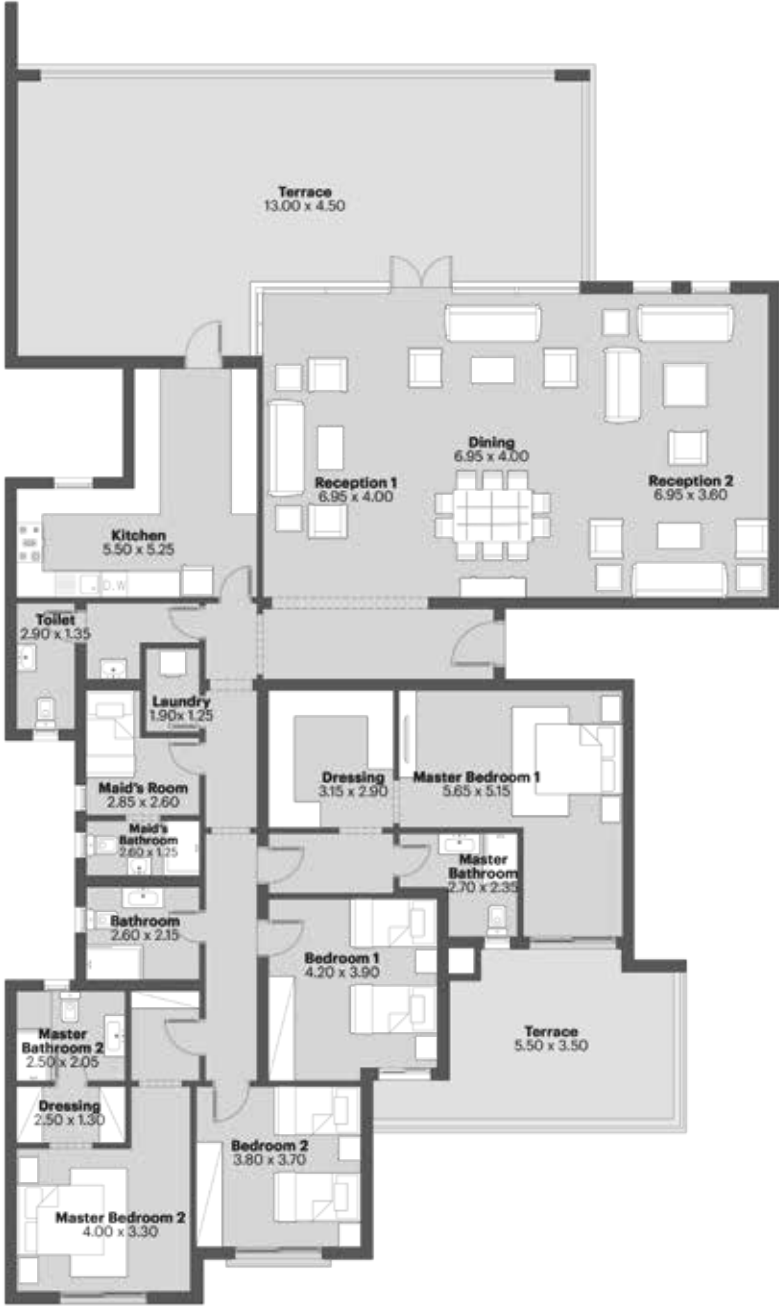 Terrace
13.00 x 4.50
Dining
6.95 x 4.00
Reception 1
6.95 x 4.00
Reception 2
6.95 x 3.60
Kitchen
5.50 x 5.25
D.W
Toilet
2.90 x 1.35
Laundry
1.90x 1.25
Maid's Room
2.85 x 2.60
Dressing
3.15 x 2.90
Master Bedroom 1
5.65 x 5.15
Maid's
Bathroom
2.60 x 1.25
Master
Bathroom
2.70 x 2.35
Bathroom
2.60 x 2.15
Bedroom 1
4.20 x 3.90
Terrace
5.50 x 3.50
Master
Bathroom 2
2.50 x 2.05
Dressing
2.50 x 1.30
Bedroom 2
3.80 x 3.70
Master Bedroom 2
4.00 x 3.30